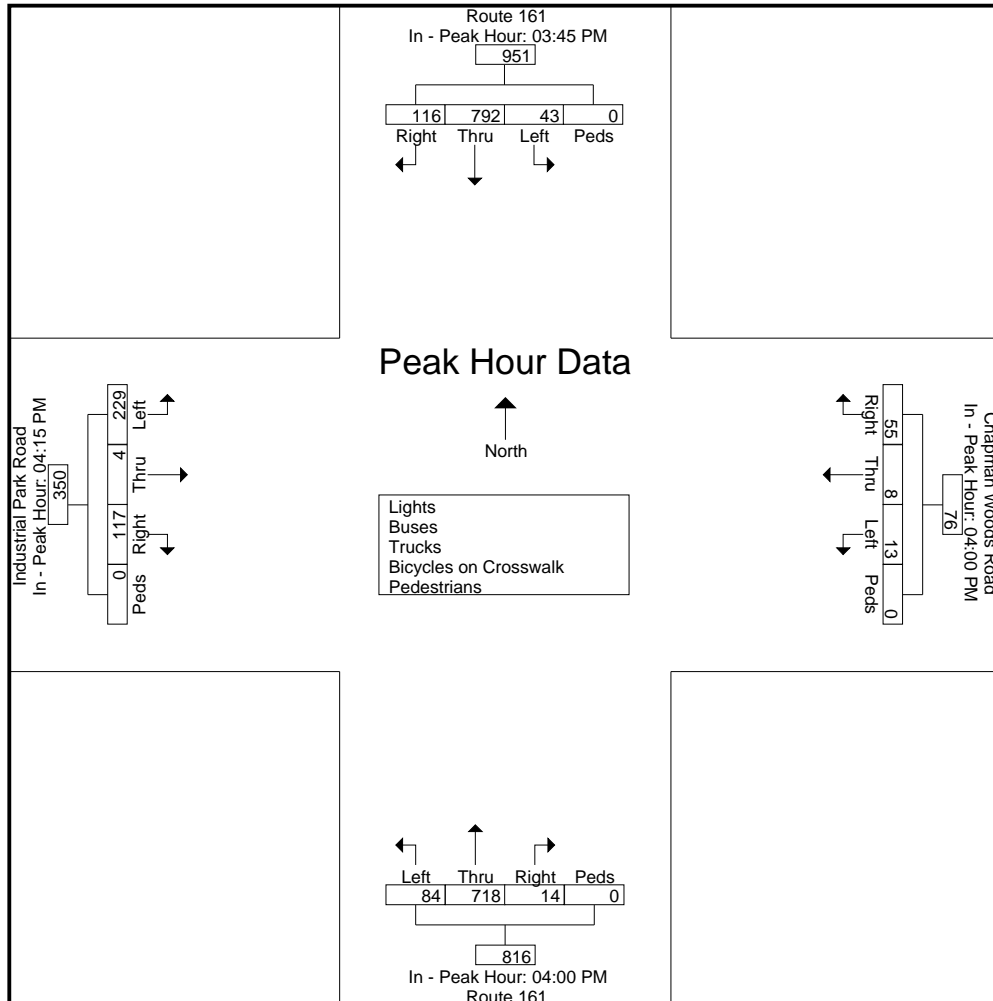 Route 161
In - Peak Hour: 03:45 PM
951
116 792 43 0
Right Thru Left Peds
Peak Hour Data
North
Lights
Buses
Trucks
Bicycles on Crosswalk
Pedestrians
Industrial Park Road
In - Peak Hour: 04:15 PM
350
229 4 117 0
Left Thru Right Peds
Chapman Woods Road
In - Peak Hour: 04:00 PM
76
55 8 13 0
Right Thru Left Peds
Left Thru Right Peds
84 718 14 0
816
In - Peak Hour: 04:00 PM
Route 161